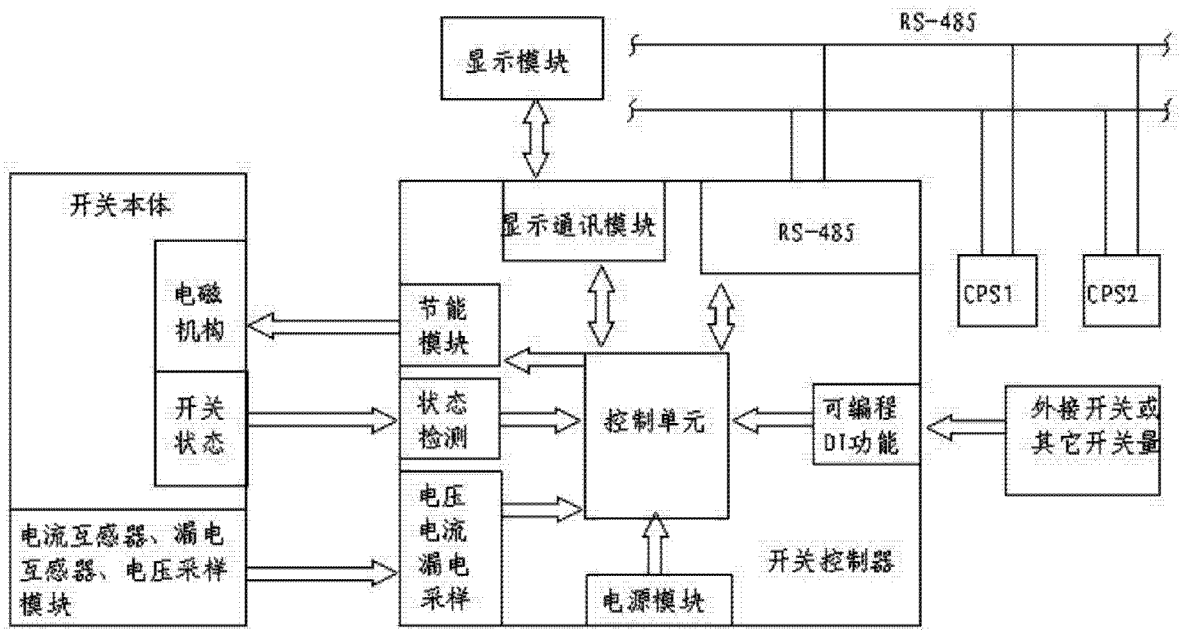 RS-485
显示模块
开关本体
显示通讯模块
RS-485
电磁
机构
节能
模块
CPS1
CPS2
开关
状态
状态
检测
控制单元
可编程
DI功能
外接开关或
其它开关量
电流互感器、漏电
互感器、电压采样
模块
电压
电流
漏电
采样
开关控制器
电源模块